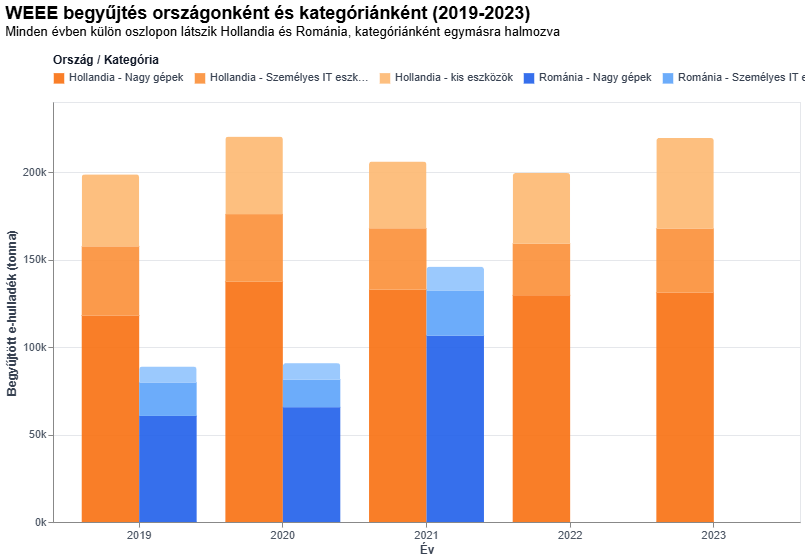 WEEE begyűjtés országonként és kategóriánként (2019-2023)
Minden évben külön oszlopon látszik Hollandia és Románia, kategóriánként egymásra halmozva
Ország / Kategória
Hollandia - Nagy gépek Hollandia - Személyes IT eszk… Hollandia - kis eszközök Románia - Nagy gépek Románia - Személyes IT e
200k
150k
100k
50k
0k
Begyűjtött e-hulladék (tonna)
2019 2020 2021 2022 2023
Év